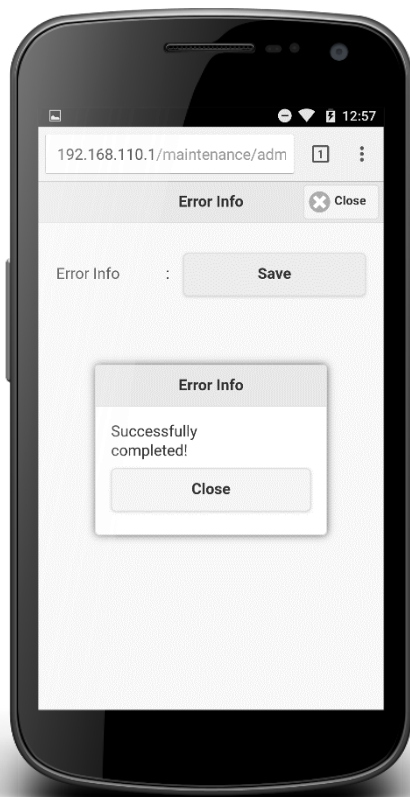 12:57
192.168.110.1/maintenance/adm
1
Error Info
Close
Error Info : Save
Error Info
Successfully
completed!
Close